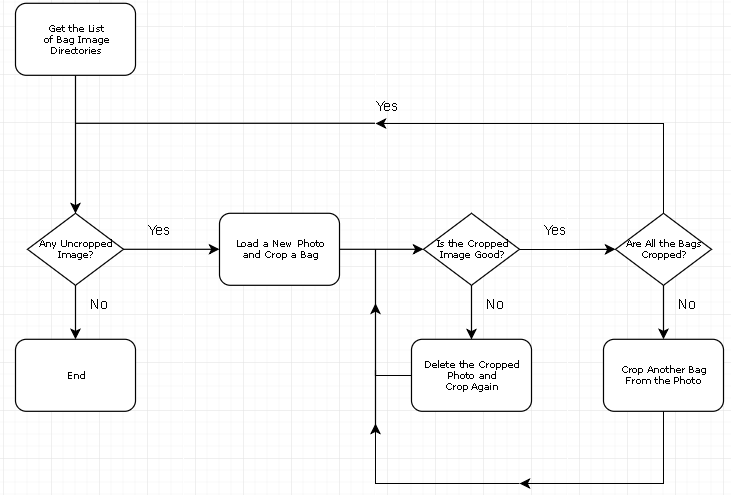 Get the List
of Bag Image
Directories
Yes
Any Uncropped
Image?
Yes
Load a New Photo
and Crop a Bag
Is the Cropped
Image Good?
Yes
Are All the Bags
Cropped?
No
No
No
End
Delete the Cropped
Photo and
Crop Again
Crop Another Bag
From the Photo